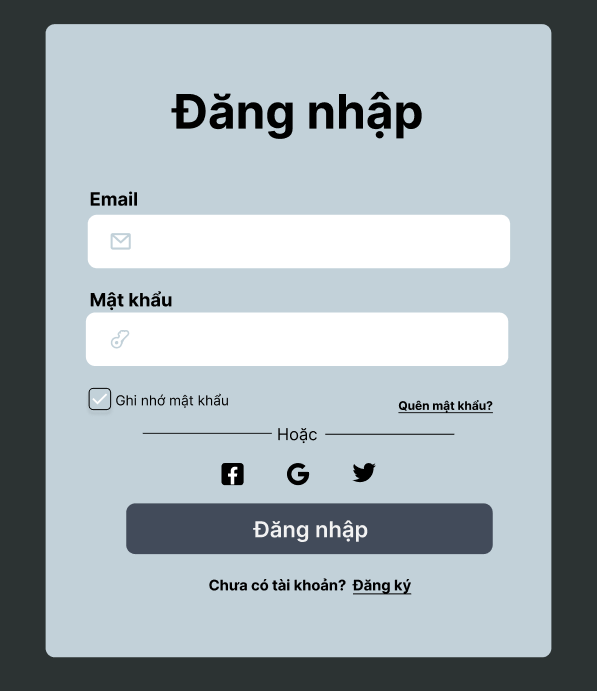 Đăng nhập
Email
Mật khẩu
Ghi nhớ mật khẩu
Quên mật khẩu?
Hoặc
Đăng nhập
Chưa có tài khoản? Đăng ký